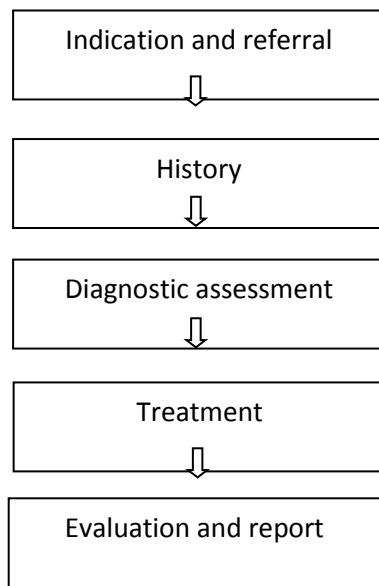 Indication and referral
History
Diagnostic assessment
Treatment
Evaluation and report